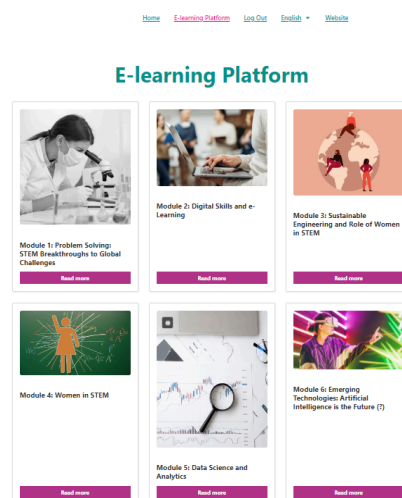 Home E-learning Platform Log Out English Website
E-learning Platform
Module 1: Problem Solving:
STEM Breakthroughs to Global
Challenges
Read more
Module 2: Digital Skills and e-
Learning
Read more
Module 3: Sustainable
Engineering and Role of Women
in STEM
Read more
Module 4: Women in STEM
Read more
Module 5: Data Science and
Analytics
Read more
Module 6: Emerging
Technologies: Artificial
Intelligence is the Future (?)
Read more